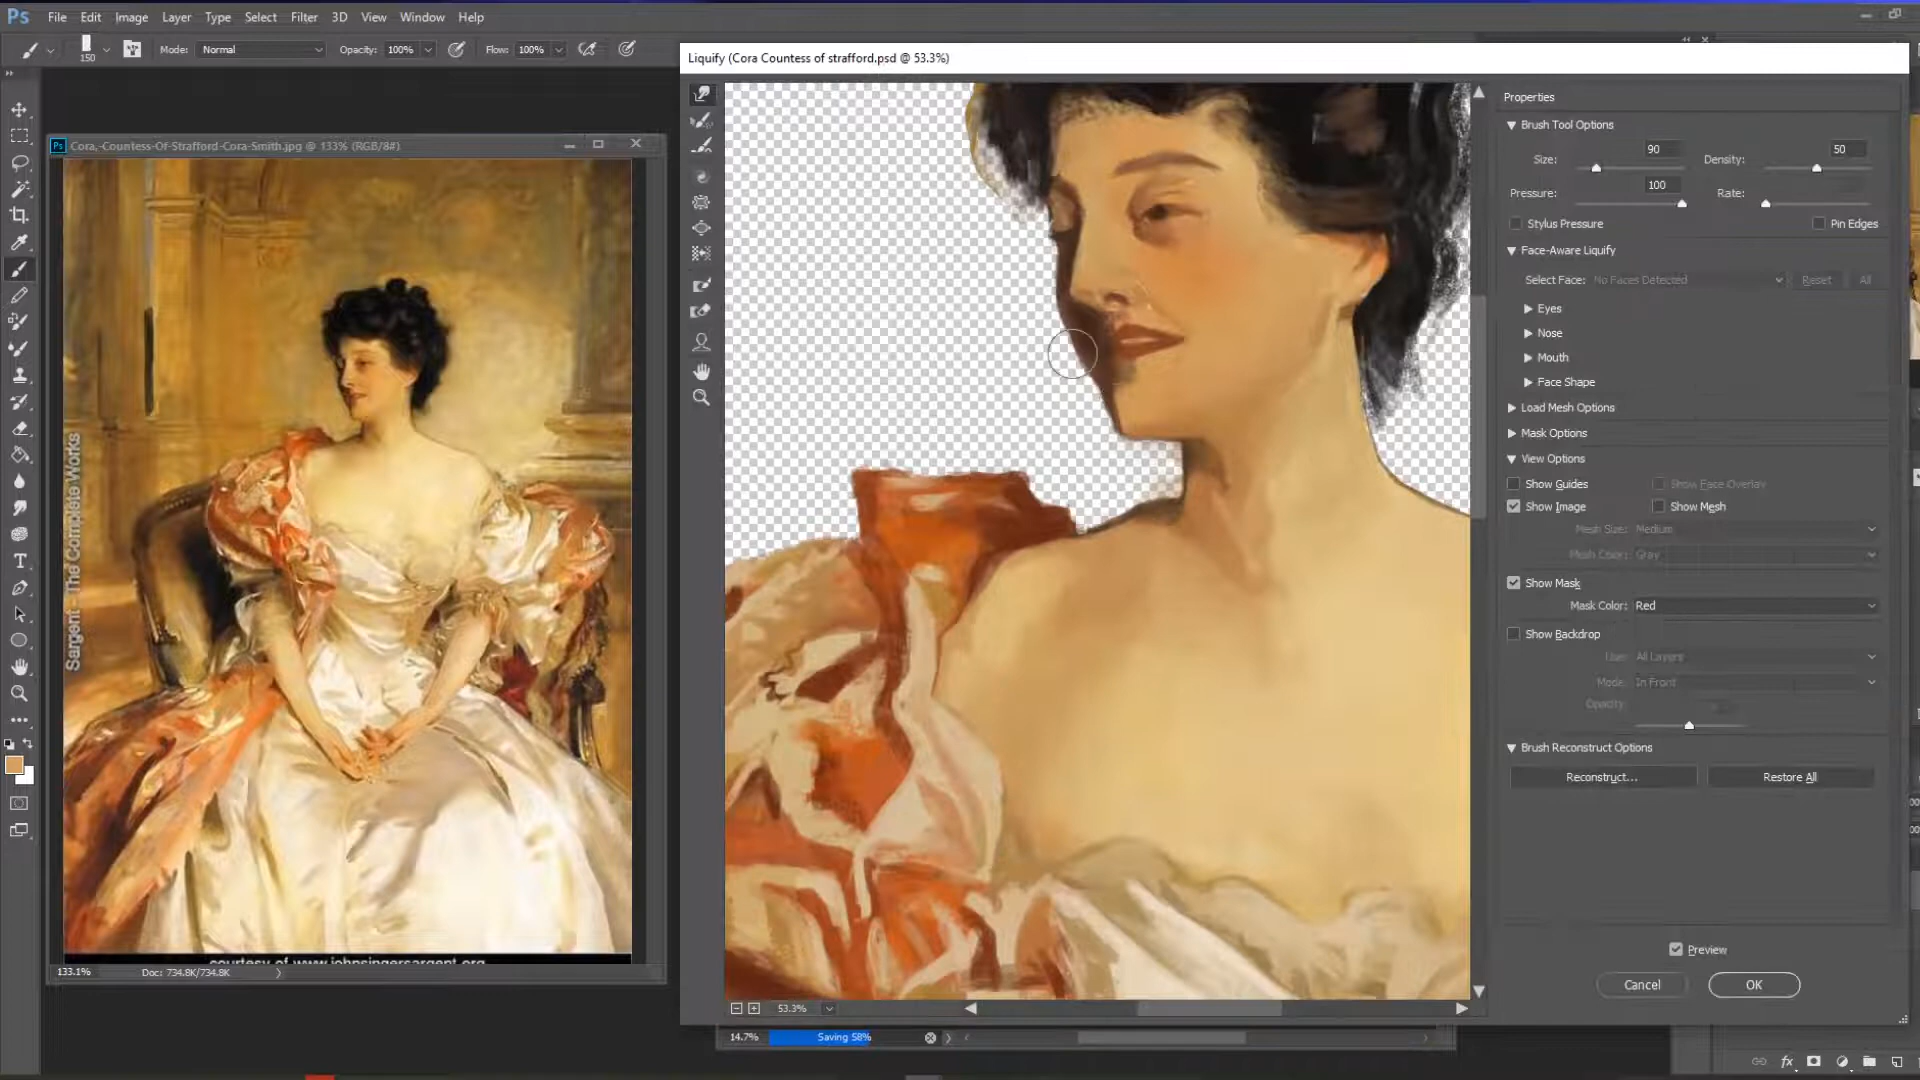 Ps File Edit Image Layer Type Select Filter 3D View Window Help
150 Mode: Normal Opacity: 100% Flow: 100%
Liquify (Cora Countess of strafford.psd @ 53.3%)
Ps Cora,-Countess-Of-Strafford-Cora-Smith.jpg @ 133% (RGB/8#)
Sargent - The Complete Works
courtesy of www.johnsingersargent.org
133.1% Doc: 734.8K/734.8K
53.3%
14.7% Saving 58%
Properties
Brush Tool Options
Size: 90 Density: 50
Pressure: 100 Rate:
Stylus Pressure Pin Edges
Face-Aware Liquify
Select Face: No Faces Detected Reset All
Eyes
Nose
Mouth
Face Shape
Load Mesh Options
Mask Options
View Options
Show Guides Show Face Overlay
Show Image Show Mesh
Mesh Size: Medium
Mesh Color: Gray
Show Mask
Mask Color: Red
Show Backdrop
Use: All Layers
Mode: In Front
Opacity:
Brush Reconstruct Options
Reconstruct... Restore All
Preview
Cancel OK
fx